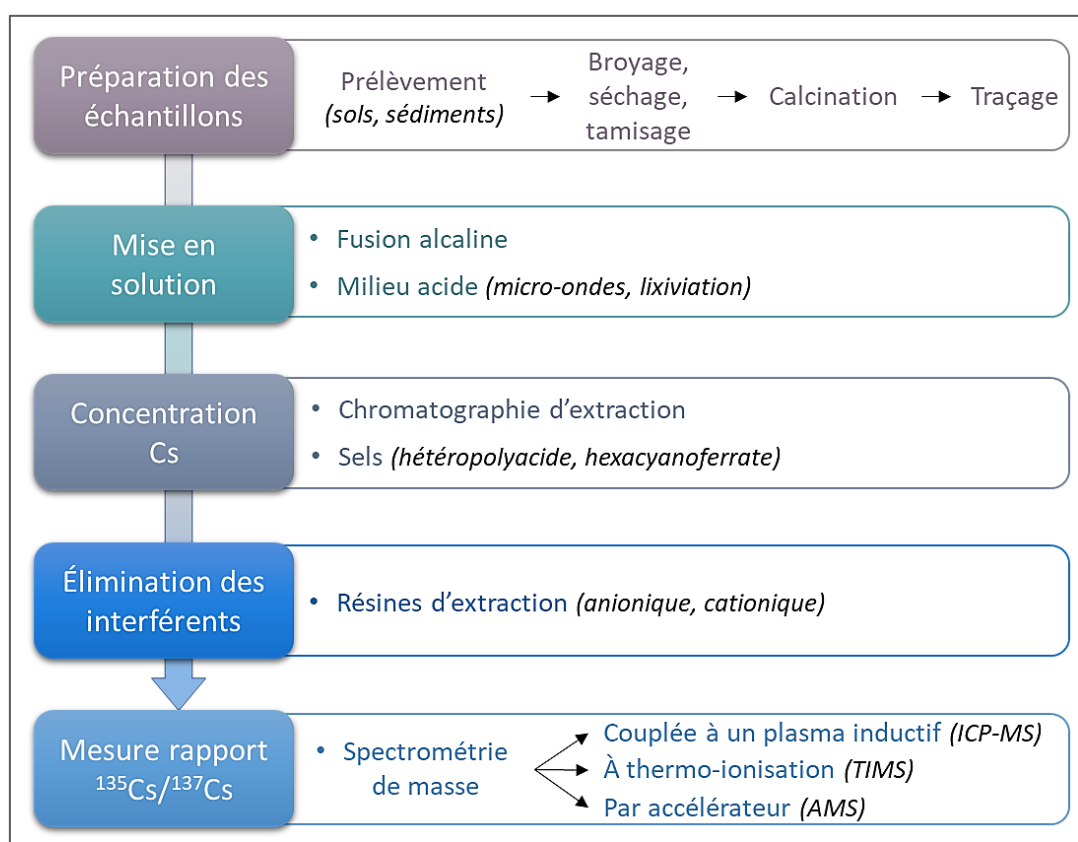 Préparation des
échantillons
Prélèvement
(sols, sédiments)
Broyage,
séchage,
tamisage
Calcination
Traçage
Mise en
solution
• Fusion alcaline
• Milieu acide (micro-ondes, lixiviation)
Concentration
Cs
• Chromatographie d'extraction
• Sels (hétéropolyacide, hexacyanoferrate)
Élimination des
interférents
• Résines d'extraction (anionique, cationique)
Mesure rapport
¹³⁵Cs/¹³⁷Cs
• Spectrométrie
de masse
Couplée à un plasma inductif (ICP-MS)
À thermo-ionisation (TIMS)
Par accélérateur (AMS)